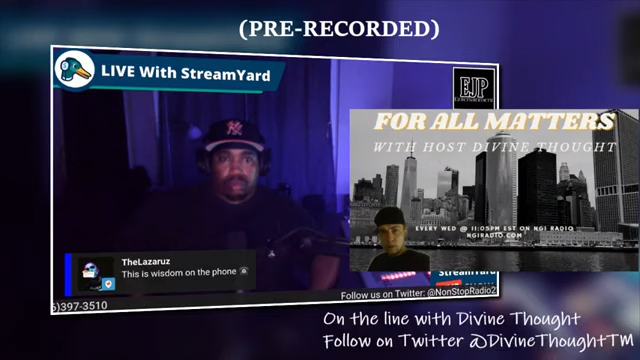 (PRE-RECORDED)
LIVE With StreamYard
EJP
FOR ALL MATTERS
WITH HOST DIVINE THOUGHT
EVERY WED @ 11:05PM EST ON NGI RADIO
NGIRADIO.COM
TheLazaruz
This is wisdom on the phone
StreamYard
)397-3510
Follow us on Twitter: @NonStopRadio2
On the line with Divine Thought
Follow on Twitter @DivineThoughtTM